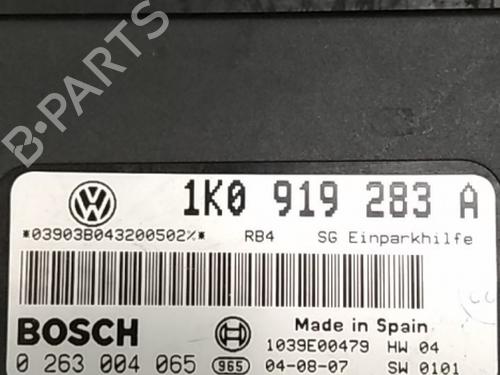 B-PARTS
1K0 919 283 A
*03903B043200502%* RB4 SG Einparkhilfe
BOSCH Made in Spain
1039E00479 HW 04
0 263 004 065 965 04-08-07 SW 0101